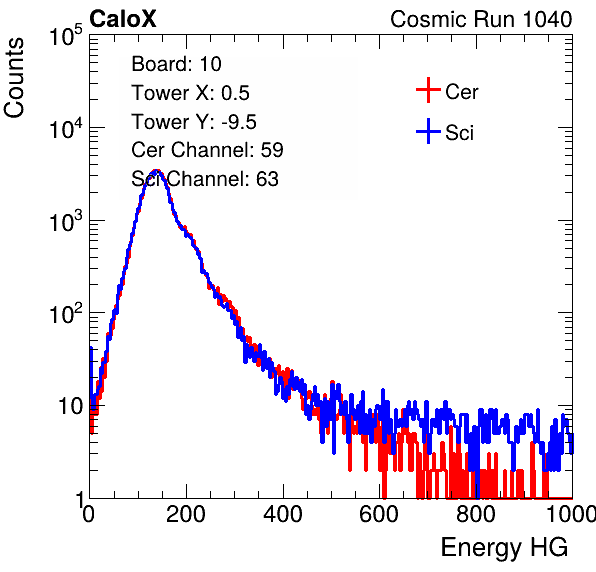 CaloX
Cosmic Run 1040
Counts
Board: 10
Tower X: 0.5
Tower Y: -9.5
Cer Channel: 59
Sci Channel: 63
Cer
Sci
10^5
10^4
10^3
10^2
10
1
0 200 400 600 800 1000
Energy HG